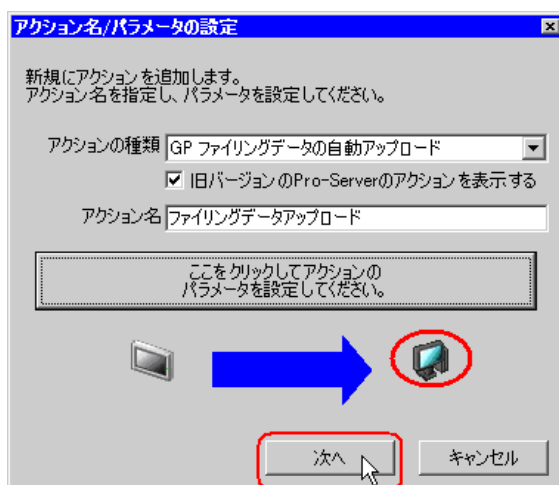 アクション名/パラメータの設定
新規にアクションを追加します。
アクション名を指定し、パラメータを設定してください。
アクションの種類 GP ファイリングデータの自動アップロード
旧バージョンのPro-Serverのアクションを表示する
アクション名 ファイリングデータアップロード
ここをクリックしてアクションの
パラメータを設定してください。
次へ キャンセル